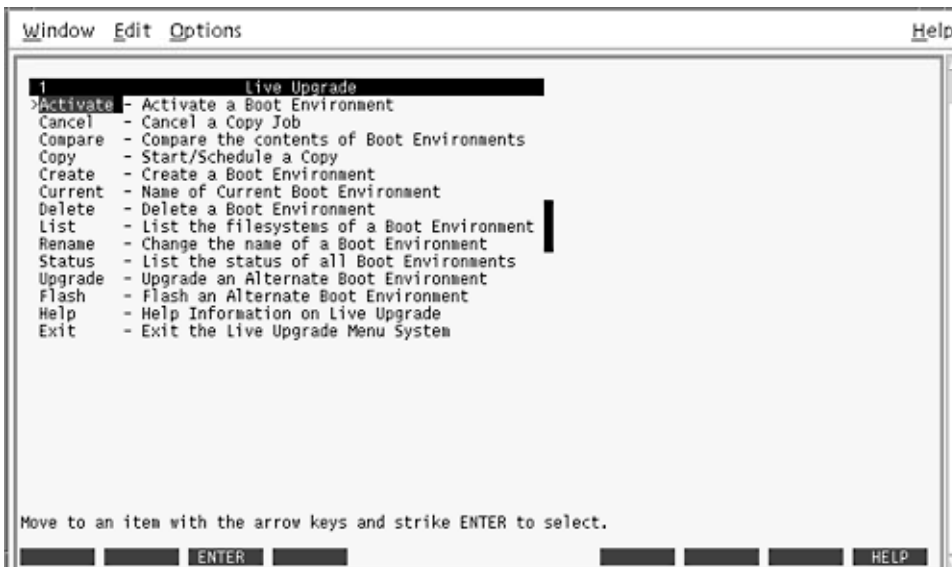 Window Edit Options Help
1 Live Upgrade
>Activate - Activate a Boot Environment
Cancel - Cancel a Copy Job
Compare - Compare the contents of Boot Environments
Copy - Start/Schedule a Copy
Create - Create a Boot Environment
Current - Name of Current Boot Environment
Delete - Delete a Boot Environment
List - List the filesystems of a Boot Environment
Rename - Change the name of a Boot Environment
Status - List the status of all Boot Environments
Upgrade - Upgrade an Alternate Boot Environment
Flash - Flash an Alternate Boot Environment
Help - Help Information on Live Upgrade
Exit - Exit the Live Upgrade Menu System
Move to an item with the arrow keys and strike ENTER to select.
ENTER HELP